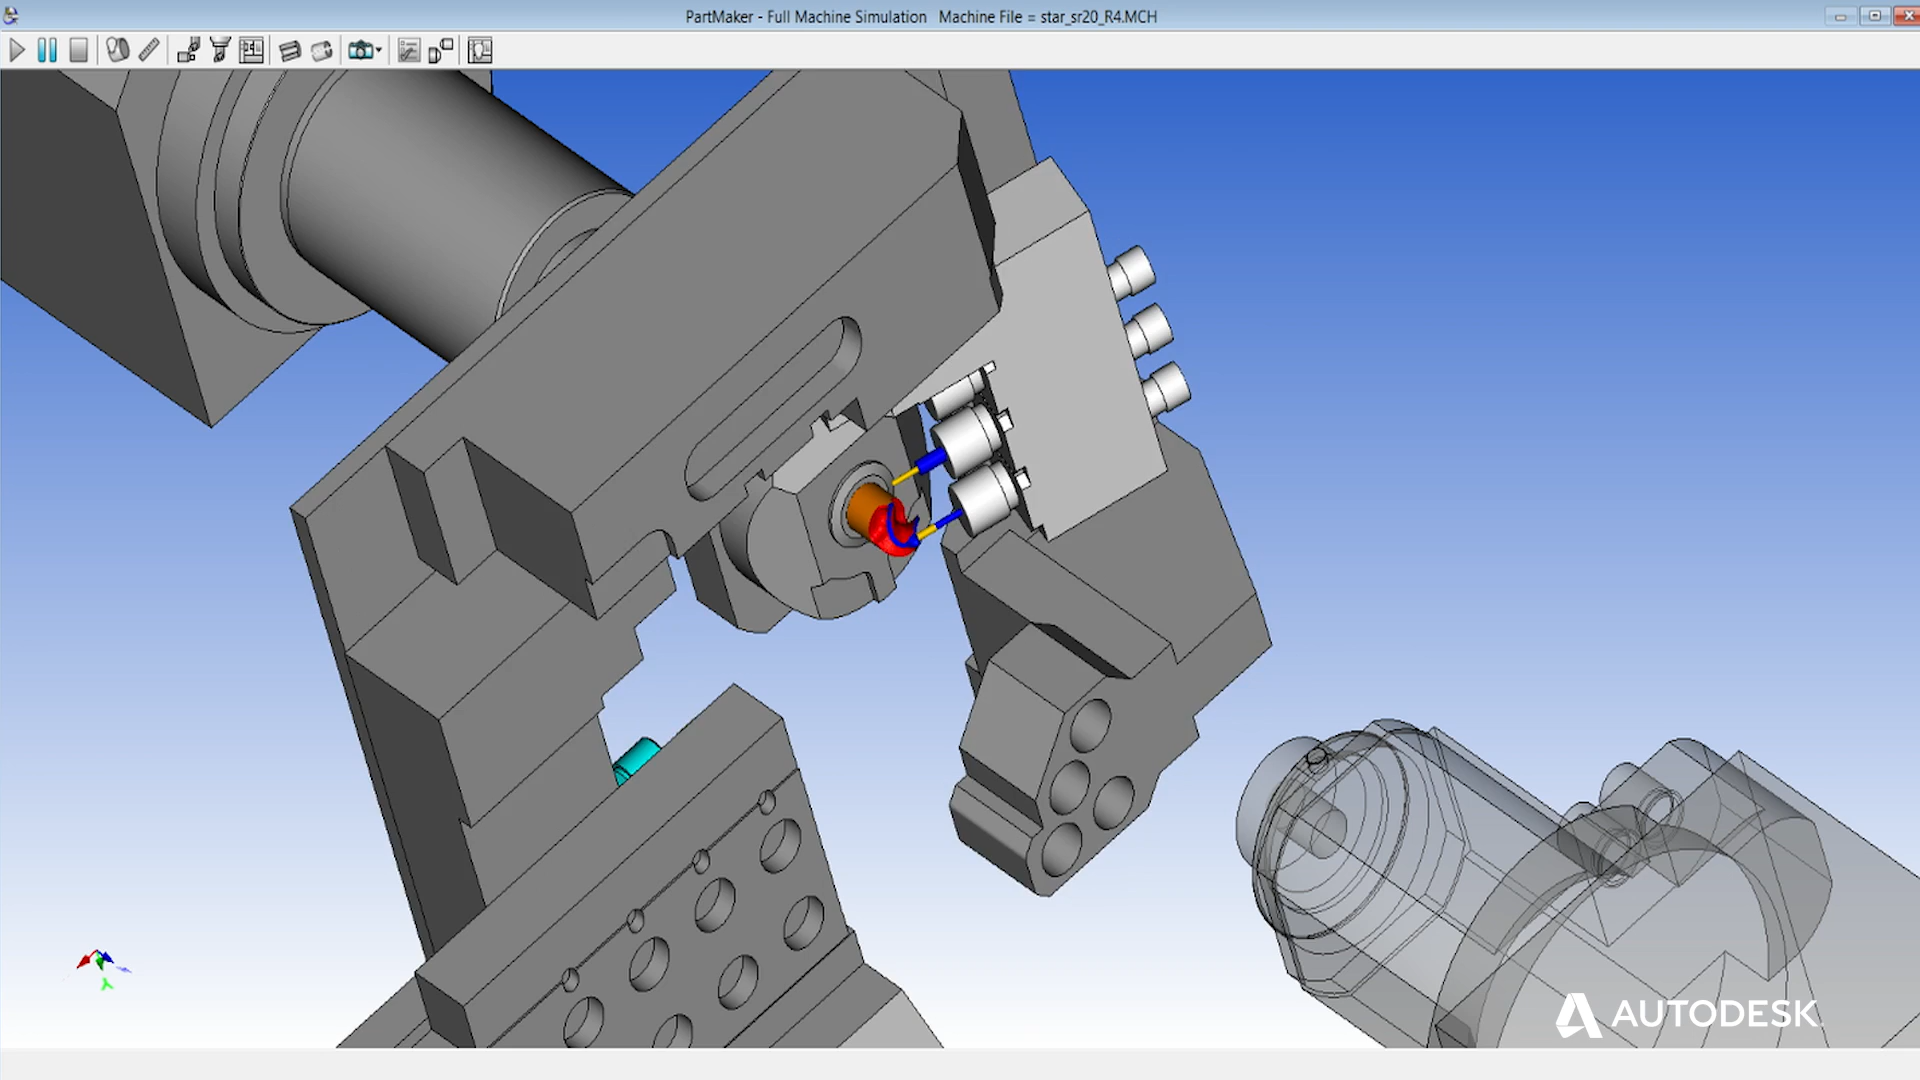 PartMaker - Full Machine Simulation   Machine File = star_sr20_R4.MCH
AUTODESK